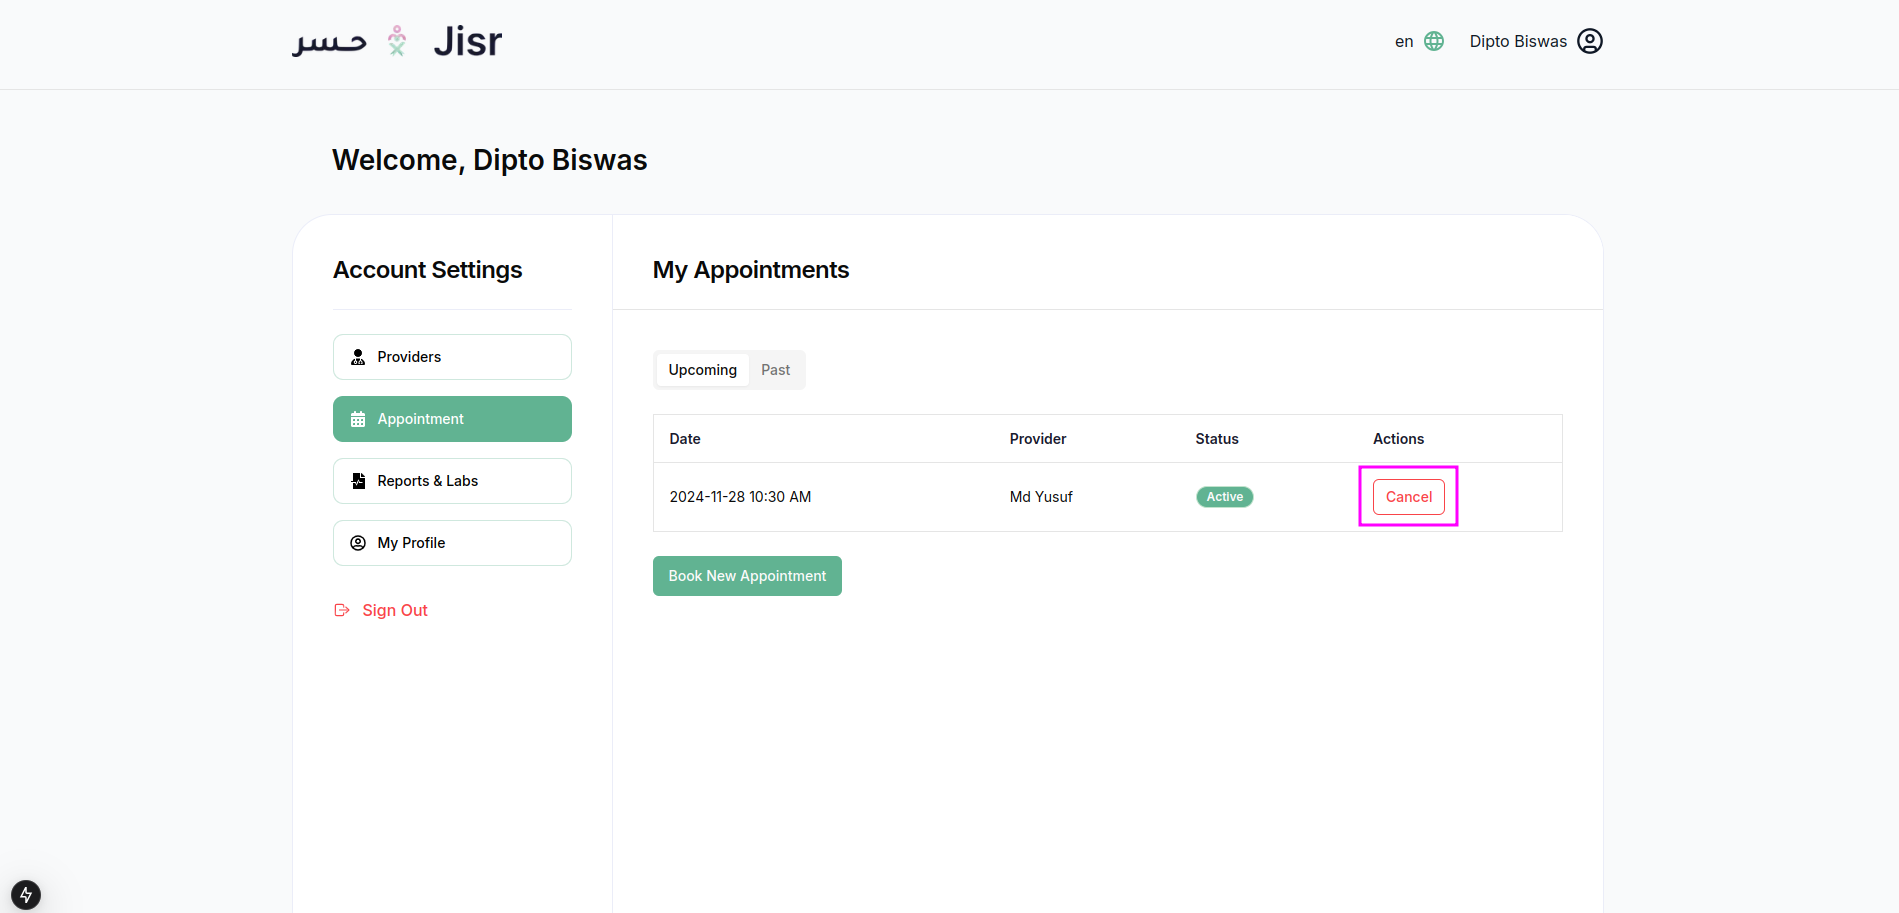 حسر Jisr
en Dipto Biswas
Welcome, Dipto Biswas
Account Settings
Providers
Appointment
Reports & Labs
My Profile
Sign Out
My Appointments
Upcoming Past
Date Provider Status Actions
2024-11-28 10:30 AM Md Yusuf Active Cancel
Book New Appointment